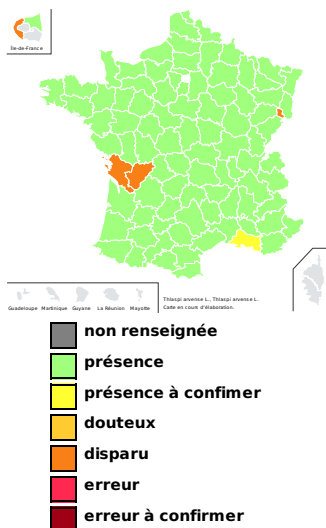 Île-de-France
Thlaspi arvense L., Thlaspi arvense L.
Carte en cours d'élaboration.
Guadeloupe Martinique Guyane La Réunion Mayotte
non renseignée
présence
présence à confimer
douteux
disparu
erreur
erreur à confirmer